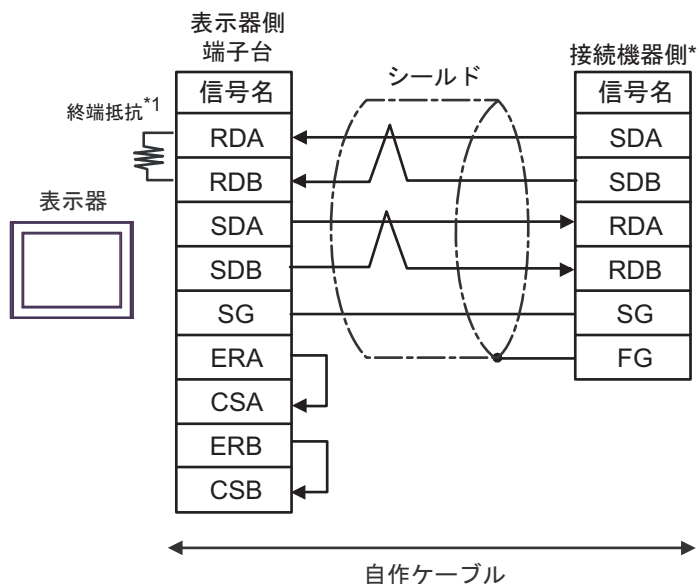 表示器側
端子台
接続機器側*
シールド
信号名
信号名
終端抵抗*1
RDA
SDA
RDB
SDB
表示器
SDA
RDA
SDB
RDB
SG
SG
ERA
FG
CSA
ERB
CSB
自作ケーブル